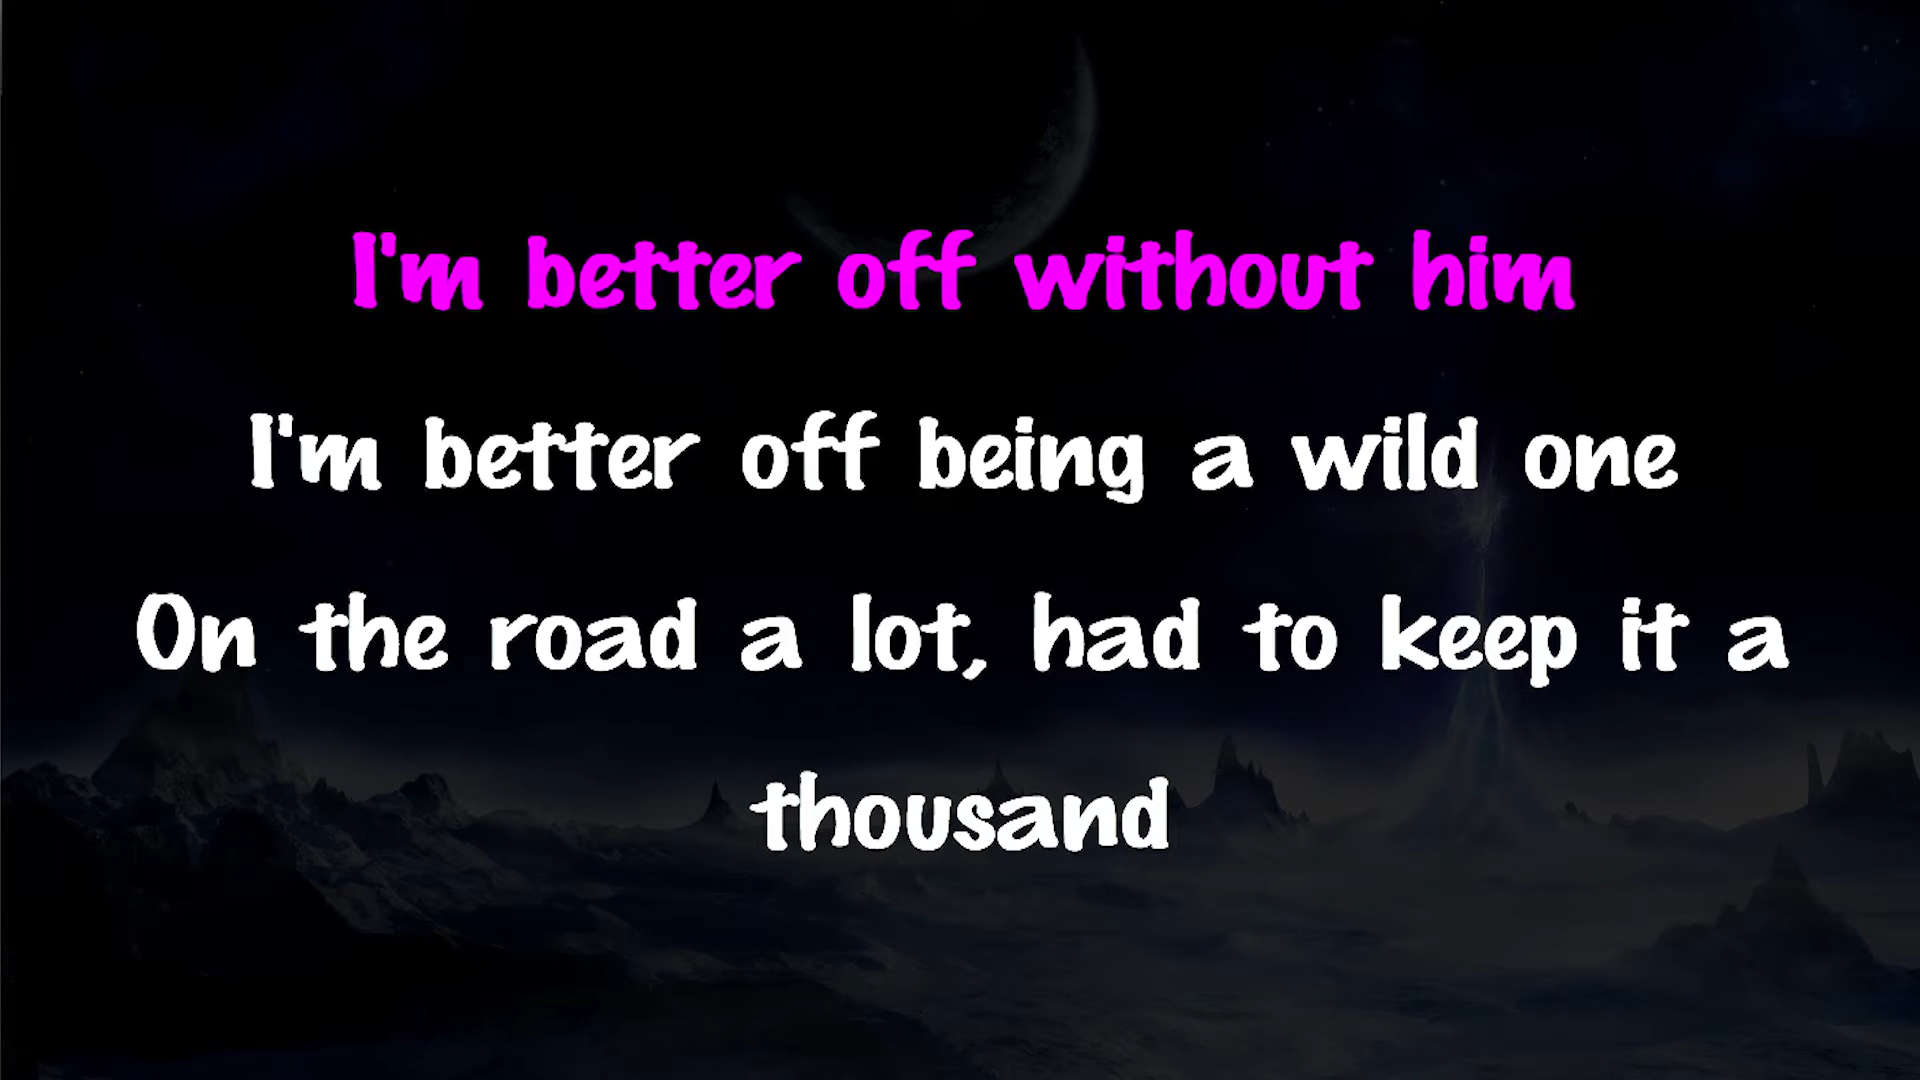 I'm better off without him
I'm better off being a wild one
On the road a lot, had to keep it a
thousand